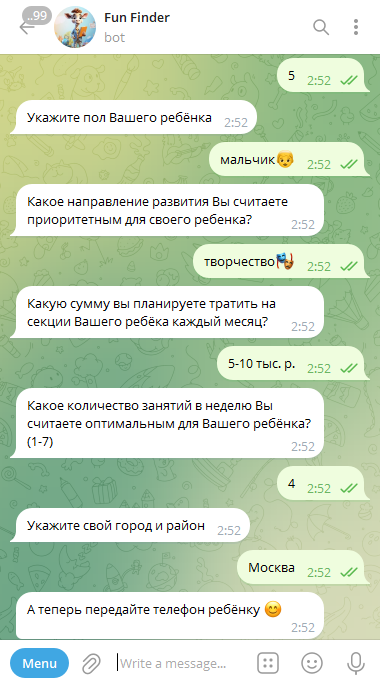 ..99
Fun Finder
bot
5 2:52
Укажите пол Вашего ребёнка 2:52
мальчик👦 2:52
Какое направление развития Вы считаете
приоритетным для своего ребенка?
2:52
творчество🎭 2:52
Какую сумму вы планируете тратить на
секции Вашего ребёка каждый месяц?
2:52
5-10 тыс. р. 2:52
Какое количество занятий в неделю Вы
считаете оптимальным для Вашего ребёнка?
(1-7)
2:52
4 2:52
Укажите свой город и район 2:52
Москва 2:52
А теперь передайте телефон ребёнку 😊
2:52
Menu
Write a message...